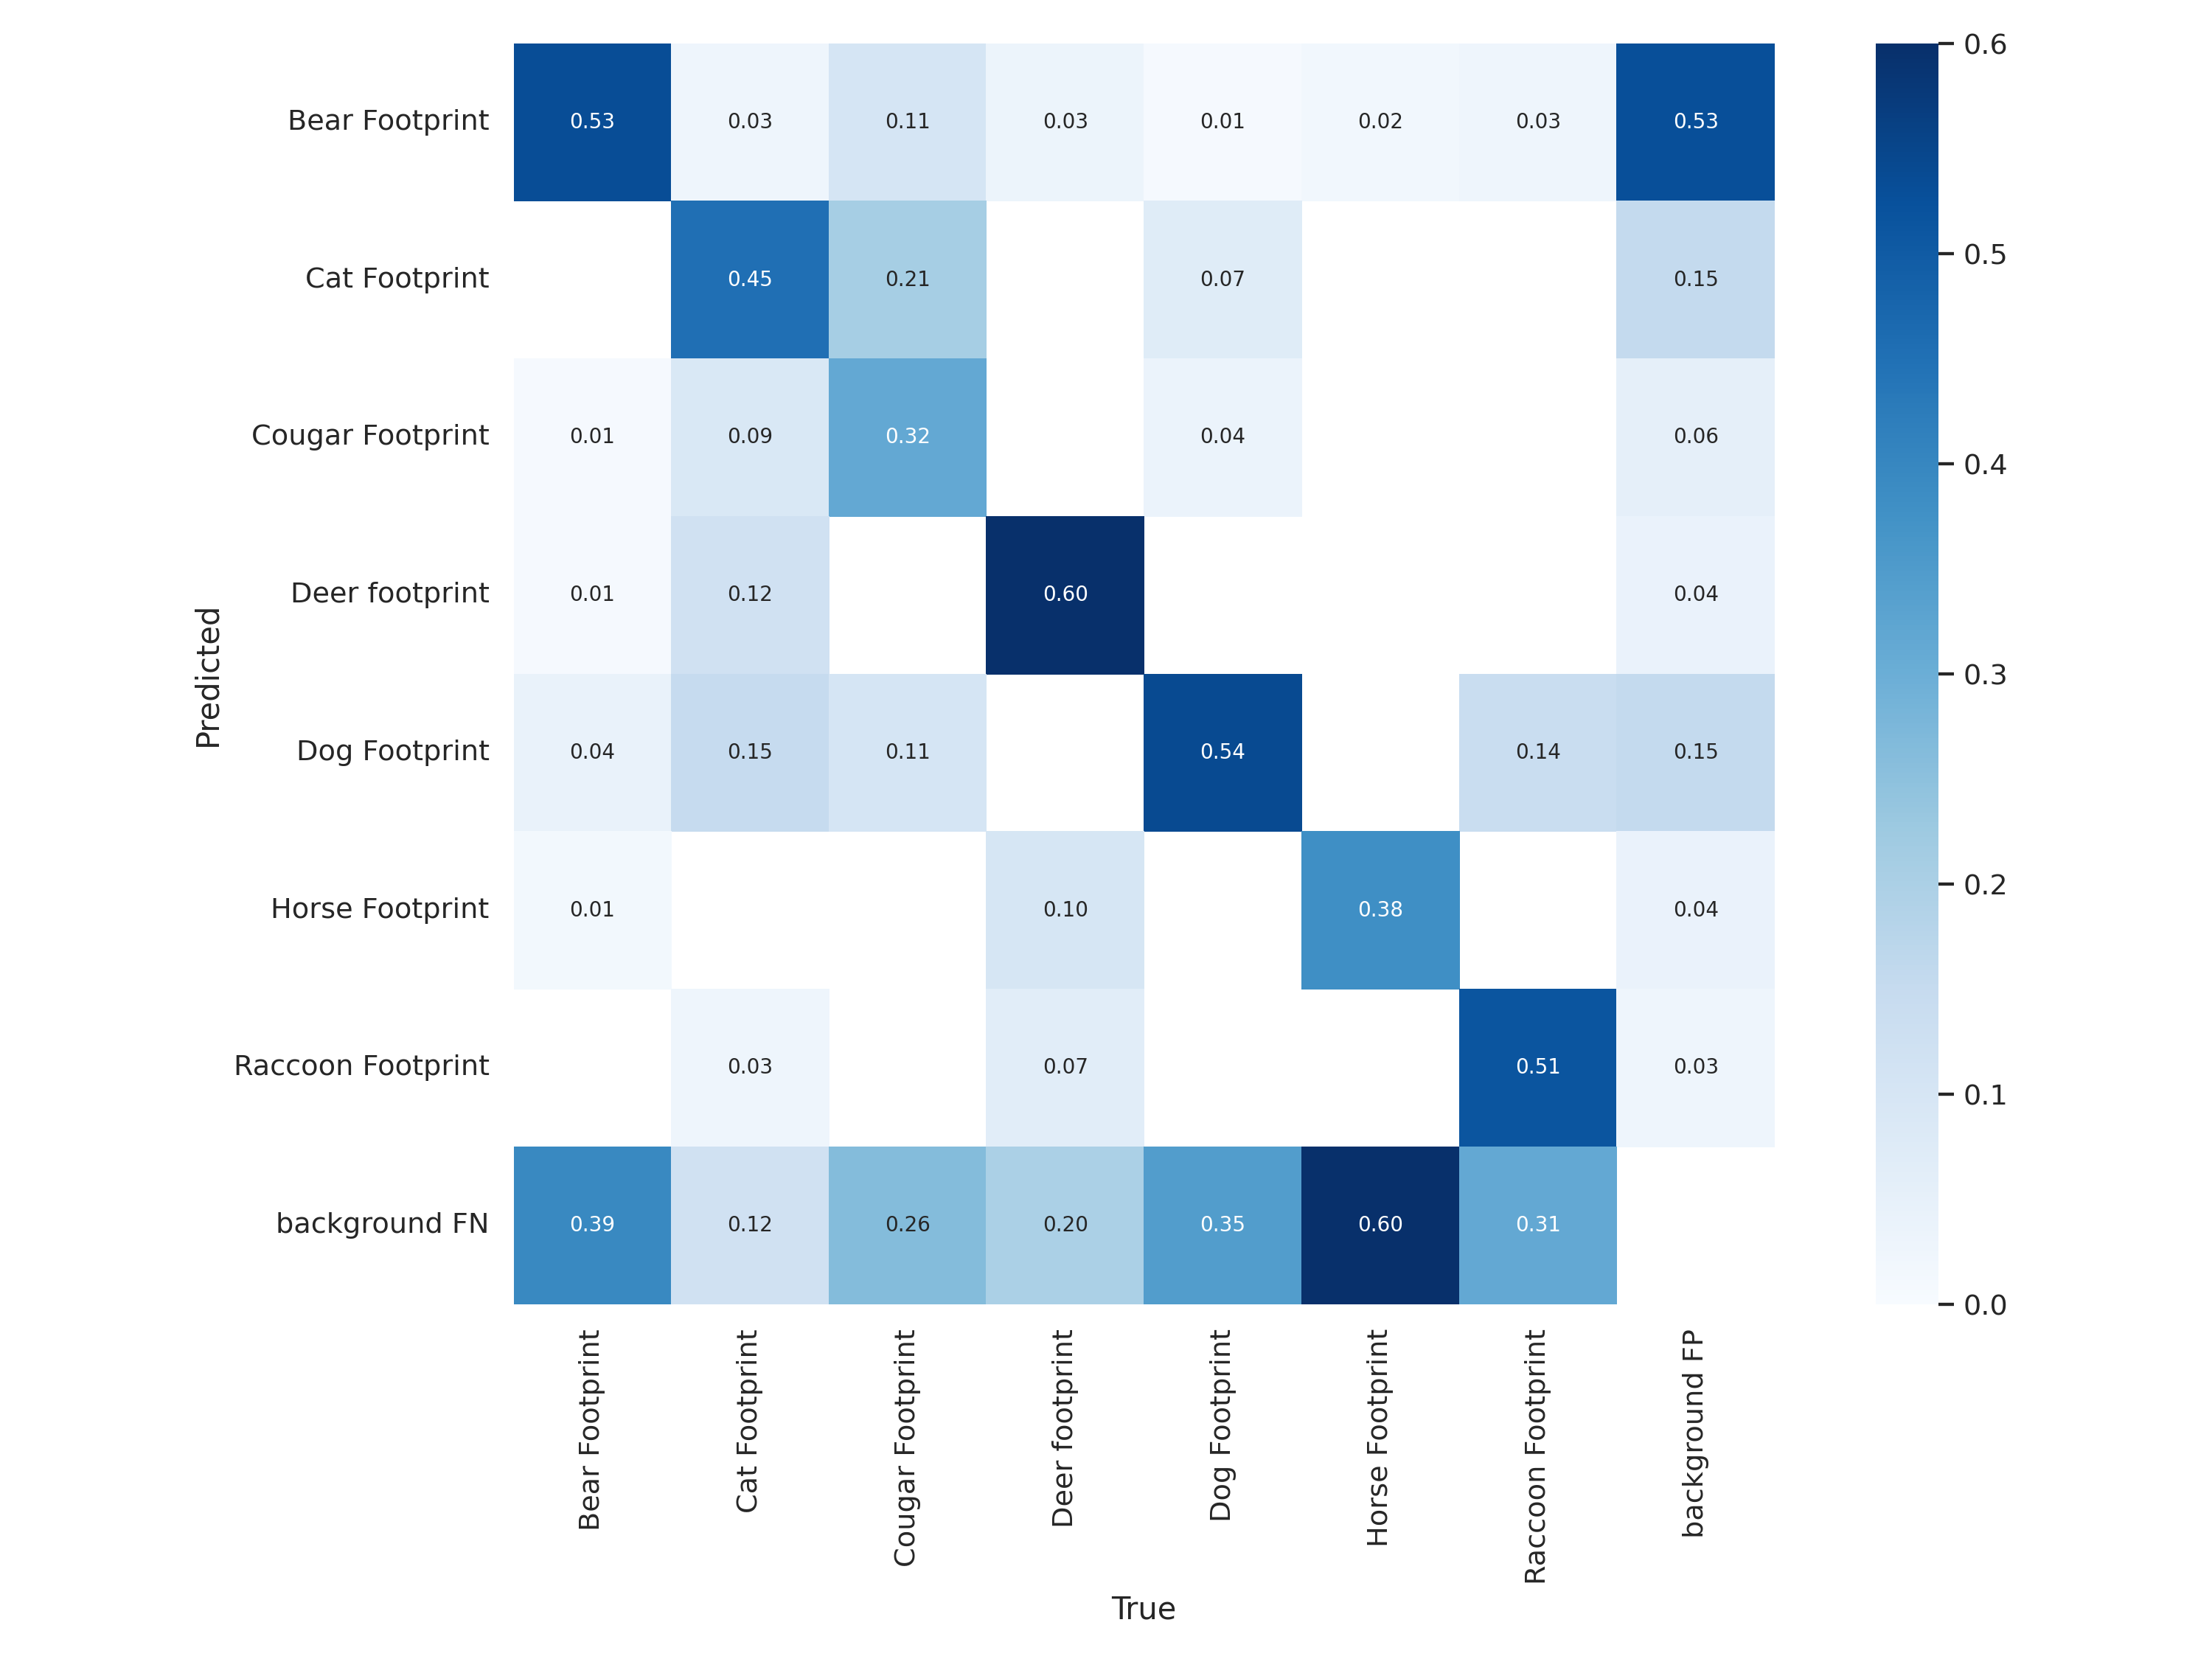 Bear Footprint 0.53 0.03 0.11 0.03 0.01 0.02 0.03 0.53
Cat Footprint 0.45 0.21 0.07 0.15
Cougar Footprint 0.01 0.09 0.32 0.04 0.06
Deer footprint 0.01 0.12 0.60 0.04
Dog Footprint 0.04 0.15 0.11 0.54 0.14 0.15
Horse Footprint 0.01 0.10 0.38 0.04
Raccoon Footprint 0.03 0.07 0.51 0.03
background FN 0.39 0.12 0.26 0.20 0.35 0.60 0.31
Predicted
Bear Footprint
Cat Footprint
Cougar Footprint
Deer footprint
Dog Footprint
Horse Footprint
Raccoon Footprint
background FP
True
0.6
0.5
0.4
0.3
0.2
0.1
0.0